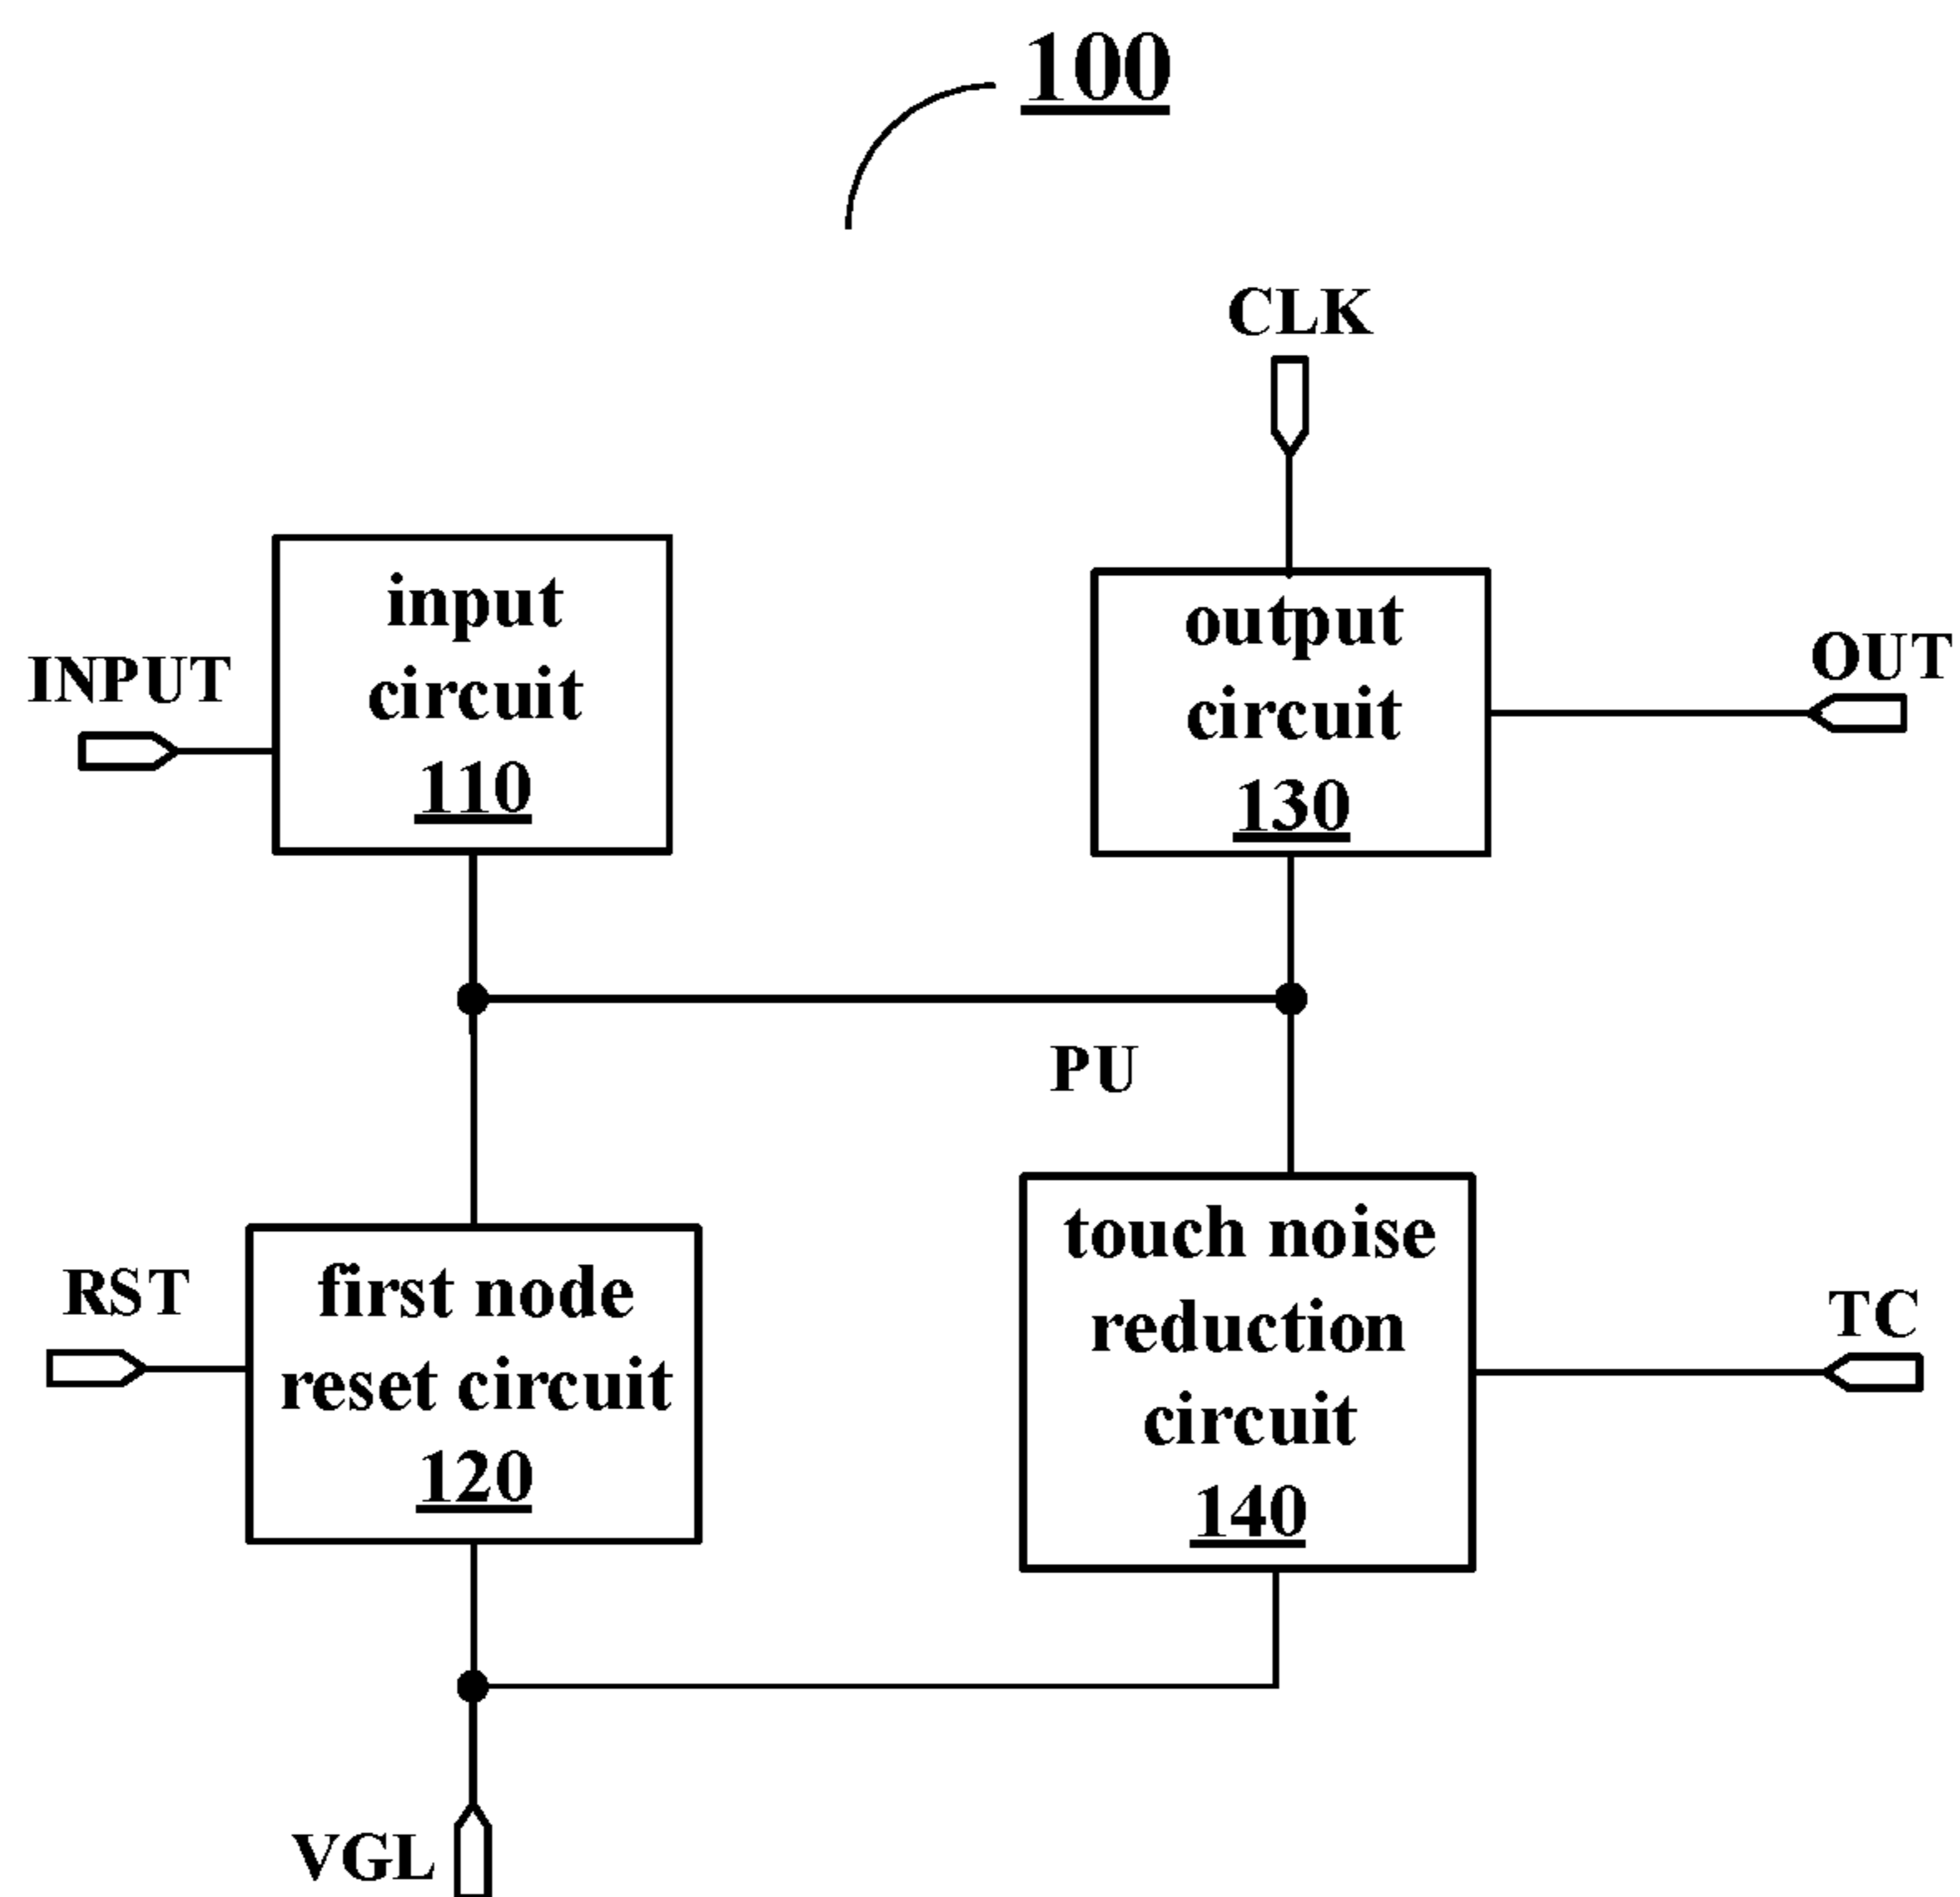 100
CLK
input
circuit
110
INPUT
output
circuit
130
OUT
PU
RST
first node
reset circuit
120
touch noise
reduction
circuit
140
TC
VGL